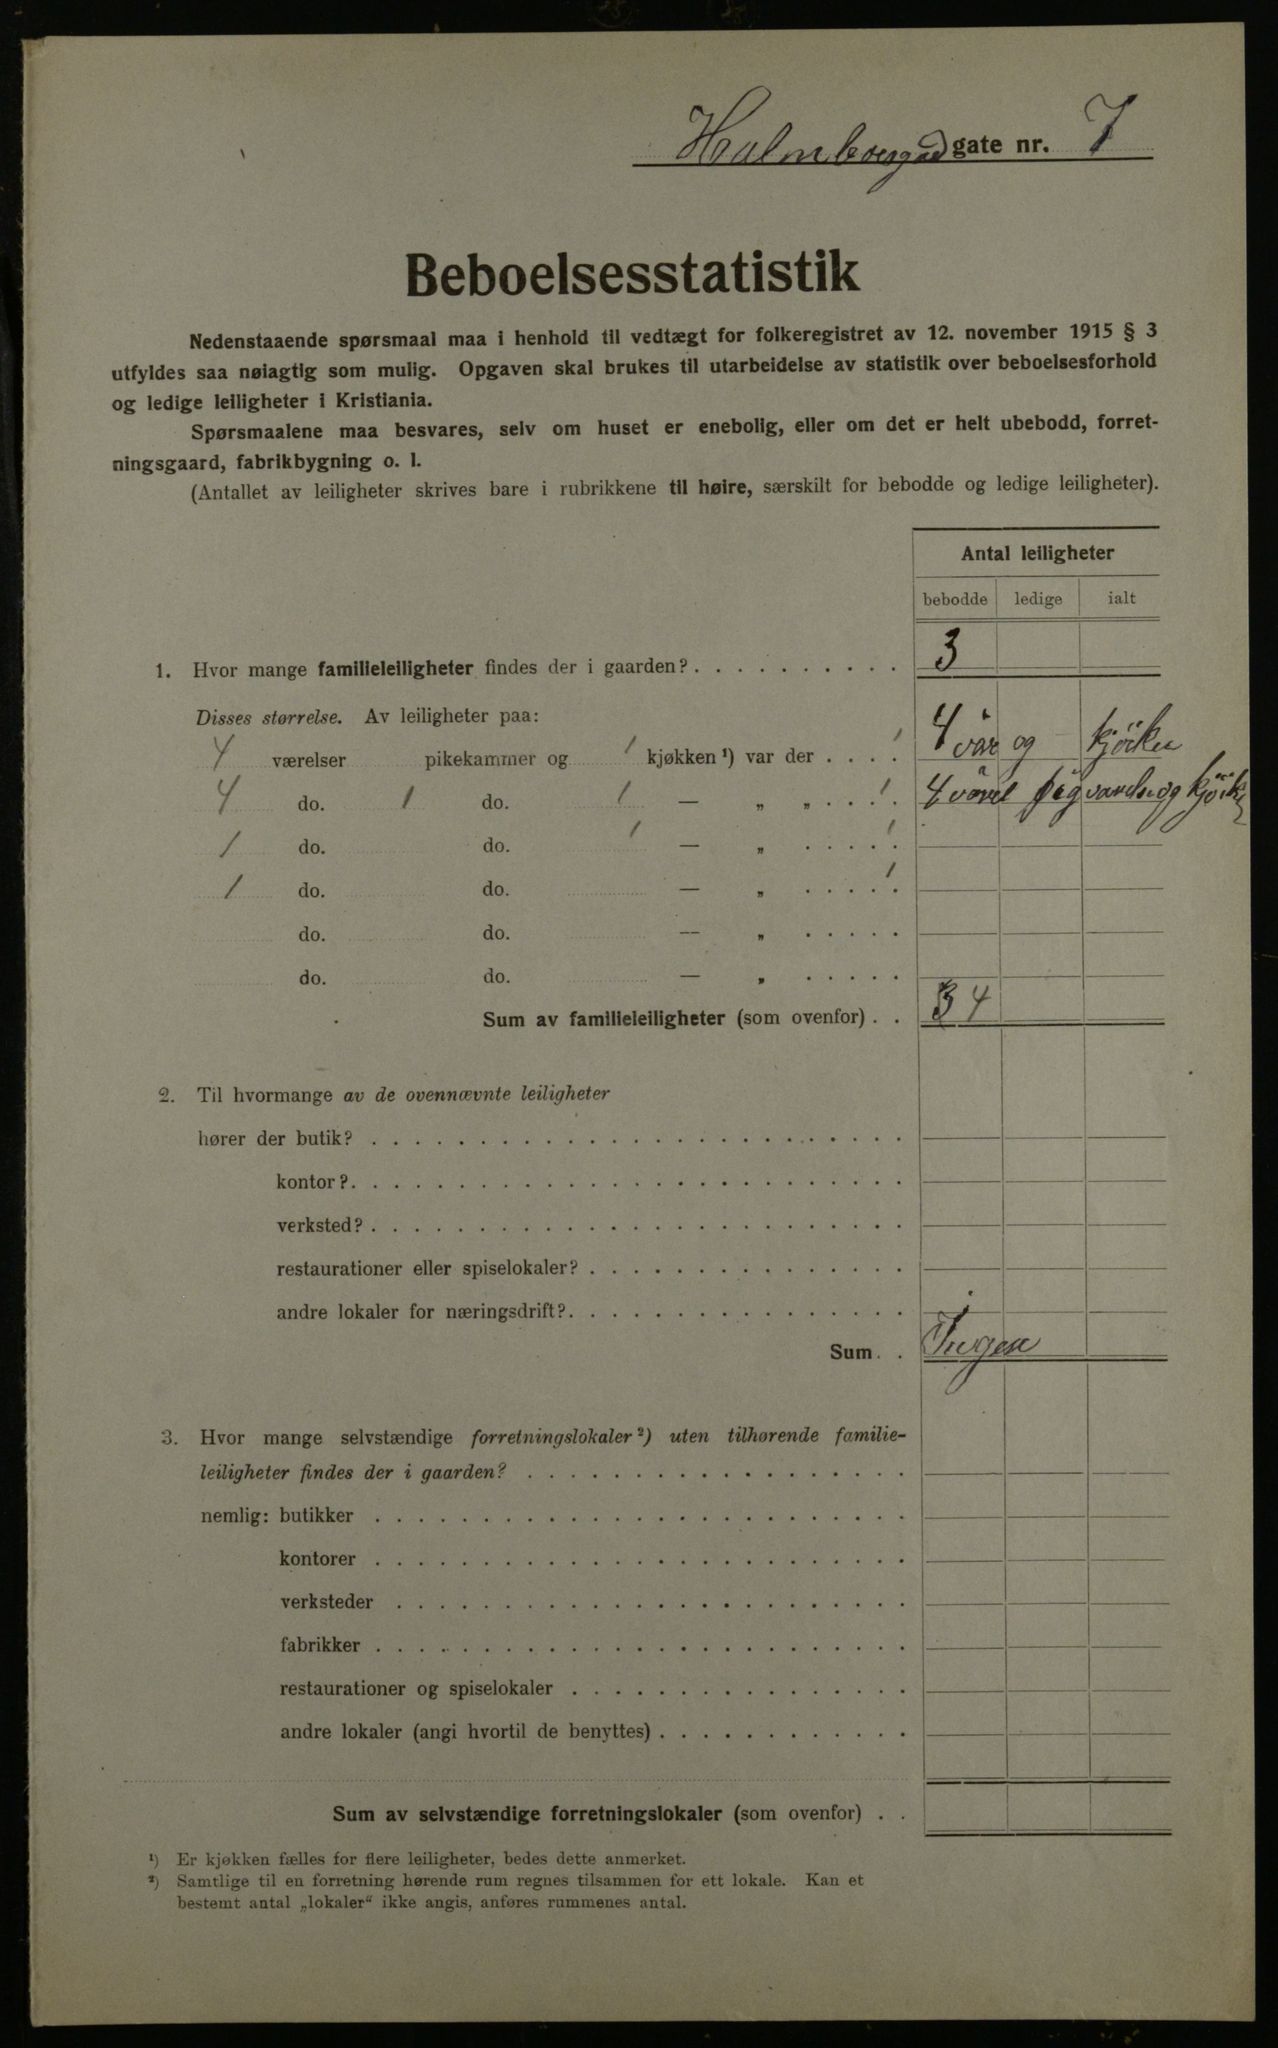 Holmboesgad gate nr. 7
Beboelsesstatistik
Nedenstaaende spørsmaal maa i henhold til vedtægt for folkeregistret av 12. november 1915 § 3
utfyldes saa nøiagtig som mulig. Opgaven skal brukes til utarbeidelse av statistik over beboelsesforhold
og ledige leiligheter i Kristiania.
Spørsmaalene maa besvares, selv om huset er enebolig, eller om det er helt ubebodd, forret-
ningsgaard, fabrikbygning o. l.
(Antallet av leiligheter skrives bare i rubrikkene til høire, særskilt for bebodde og ledige leiligheter).
Antal leiligheter
bebodde ledige ialt
1. Hvor mange familieleiligheter findes der i gaarden? . . . . . . . . . . 3
Disses størrelse. Av leiligheter paa:
4 værelser pikekammer og 1 kjøkken ¹) var der . . . . 1 4 vär og kjöken
4 do. 1 do. 1 — „ „ . . . . 1 4 värel og kjök
1 do. do. 1 — „ . . . . . 1
1 do. do. — „ . . . . . 1
do. do. — „ . . . . .
do. do. — „ . . . . .
Sum av familieleiligheter (som ovenfor) . . 3 4
2. Til hvormange av de ovennævnte leiligheter
hører der butik? . . . . . . . . . . . . . . . . . . . . . . . . .
kontor? . . . . . . . . . . . . . . . . . . . . . . . . . .
verksted? . . . . . . . . . . . . . . . . . . . . . . . . .
restaurationer eller spiselokaler? . . . . . . . . . . . . . . .
andre lokaler for næringsdrift? . . . . . . . . . . . . . . . .
Sum . . Ingen
3. Hvor mange selvstændige forretningslokaler ²) uten tilhørende familie-
leiligheter findes der i gaarden? . . . . . . . . . . . . . . . . . .
nemlig: butikker . . . . . . . . . . . . . . . . . . . . . . . . .
kontorer . . . . . . . . . . . . . . . . . . . . . . . . .
verksteder . . . . . . . . . . . . . . . . . . . . . . . .
fabrikker . . . . . . . . . . . . . . . . . . . . . . . . .
restaurationer og spiselokaler . . . . . . . . . . . . . . . .
andre lokaler (angi hvortil de benyttes) . . . . . . . . . . . .
Sum av selvstændige forretningslokaler (som ovenfor) . .
¹) Er kjøkken fælles for flere leiligheter, bedes dette anmerket.
²) Samtlige til en forretning hørende rum regnes tilsammen for ett lokale. Kan et
bestemt antal „lokaler“ ikke angis, anføres rummenes antal.